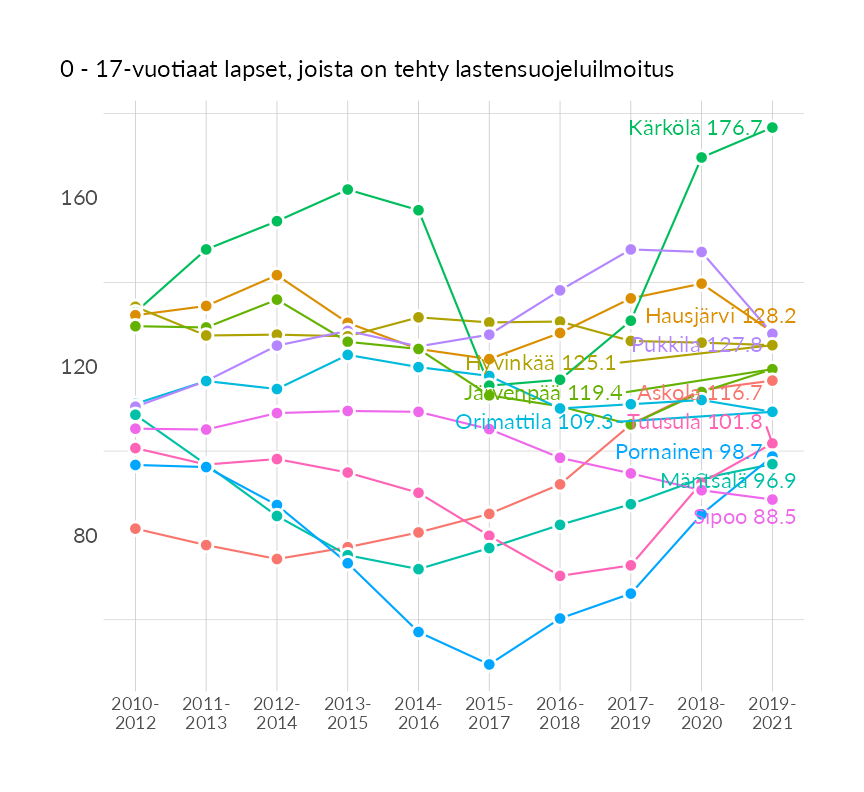 0 - 17-vuotiaat lapset, joista on tehty lastensuojeluilmoitus
Kärkölä 176.7
160
Hausjärvi 128.2
Pukkila 127.8
Hyvinkää 125.1
120
Järvenpää 119.4
Askola 116.7
Orimattila 109.3
Tuusula 101.8
Pornainen 98.7
Mäntsälä 96.9
Sipoo 88.5
80
2010-
2012
2011-
2013
2012-
2014
2013-
2015
2014-
2016
2015-
2017
2016-
2018
2017-
2019
2018-
2020
2019-
2021